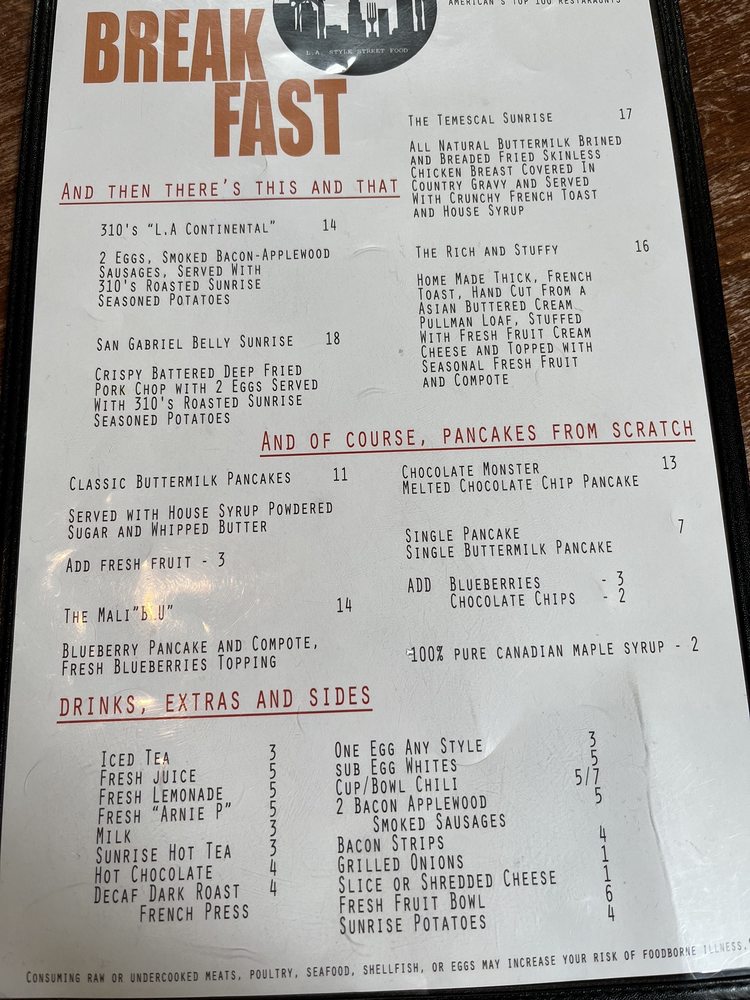 AMERICAN'S TOP 100 RESTARAGNTS
L.A. STYLE STREET FOOD
BREAK
FAST
AND THEN THERE'S THIS AND THAT
310's "L.A CONTINENTAL" 14
2 EGGS, SMOKED BACON-APPLEWOOD
SAUSAGES, SERVED WITH
310's ROASTED SUNRISE
SEASONED POTATOES
SAN GABRIEL BELLY SUNRISE 18
CRISPY BATTERED DEEP FRIED
PORK CHOP WITH 2 EGGS SERVED
WITH 310's ROASTED SUNRISE
SEASONED POTATOES
THE TEMESCAL SUNRISE 17
ALL NATURAL BUTTERMILK BRINED
AND BREADED FRIED SKINLESS
CHICKEN BREAST COVERED IN
COUNTRY GRAVY AND SERVED
WITH CRUNCHY FRENCH TOAST
AND HOUSE SYRUP
THE RICH AND STUFFY 16
HOME MADE THICK, FRENCH
TOAST, HAND CUT FROM A
ASIAN BUTTERED CREAM
PULLMAN LOAF, STUFFED
WITH FRESH FRUIT CREAM
CHEESE AND TOPPED WITH
SEASONAL FRESH FRUIT
AND COMPOTE
AND OF COURSE, PANCAKES FROM SCRATCH
CLASSIC BUTTERMILK PANCAKES 11
SERVED WITH HOUSE SYRUP POWDERED
SUGAR AND WHIPPED BUTTER
ADD FRESH FRUIT - 3
THE MALI"BLU" 14
BLUEBERRY PANCAKE AND COMPOTE,
FRESH BLUEBERRIES TOPPING
CHOCOLATE MONSTER 13
MELTED CHOCOLATE CHIP PANCAKE
SINGLE PANCAKE 7
SINGLE BUTTERMILK PANCAKE
ADD BLUEBERRIES - 3
CHOCOLATE CHIPS - 2
100% PURE CANADIAN MAPLE SYRUP - 2
DRINKS, EXTRAS AND SIDES
ICED TEA 3
FRESH JUICE 5
FRESH LEMONADE 5
FRESH "ARNIE P" 5
MILK 3
SUNRISE HOT TEA 3
HOT CHOCOLATE 4
DECAF DARK ROAST 4
FRENCH PRESS
ONE EGG ANY STYLE 3
SUB EGG WHITES 5
CUP/BOWL CHILI 5/7
2 BACON APPLEWOOD 5
SMOKED SAUSAGES
BACON STRIPS 4
GRILLED ONIONS 1
SLICE OR SHREDDED CHEESE 1
FRESH FRUIT BOWL 6
SUNRISE POTATOES 4
CONSUMING RAW OR UNDERCOOKED MEATS, POULTRY, SEAFOOD, SHELLFISH, OR EGGS MAY INCREASE YOUR RISK OF FOODBORNE ILLNESS.